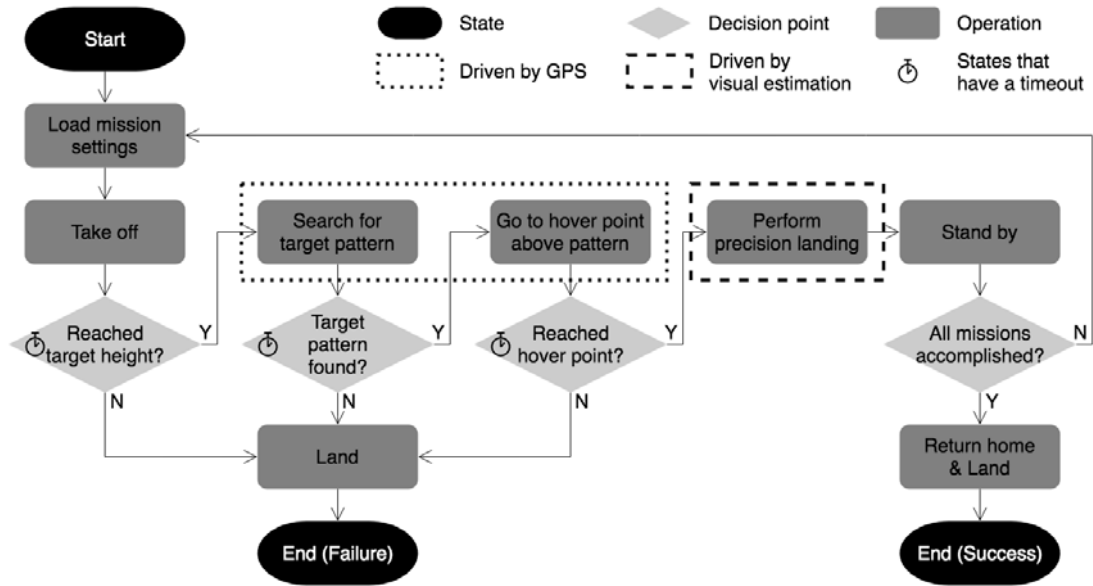 Start
State
Decision point
Operation
Driven by GPS
Driven by
visual estimation
States that
have a timeout
Load mission
settings
Take off
Search for
target pattern
Go to hover point
above pattern
Perform
precision landing
Stand by
Reached
target height?
Y
N
Target
pattern
found?
Y
N
Reached
hover point?
Y
N
All missions
accomplished?
N
Y
Land
Return home
& Land
End (Failure)
End (Success)